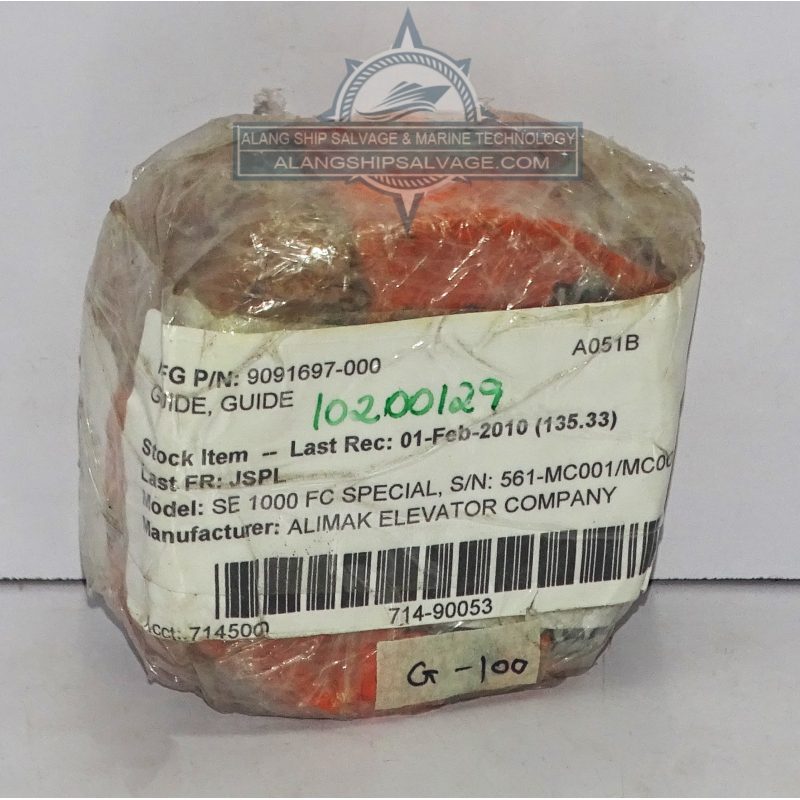 ALANG SHIP SALVAGE & MARINE TECHNOLOGY
ALANGSHIPSALVAGE.COM
FG P/N: 9091697-000
A051B
GUIDE, GUIDE
10200129
Stock Item -- Last Rec: 01-Feb-2010 (135.33)
Last FR: JSPL
Model: SE 1000 FC SPECIAL, S/N: 561-MC001/MC00
Manufacturer: ALIMAK ELEVATOR COMPANY
714-90053
Acct: 714500
G-100